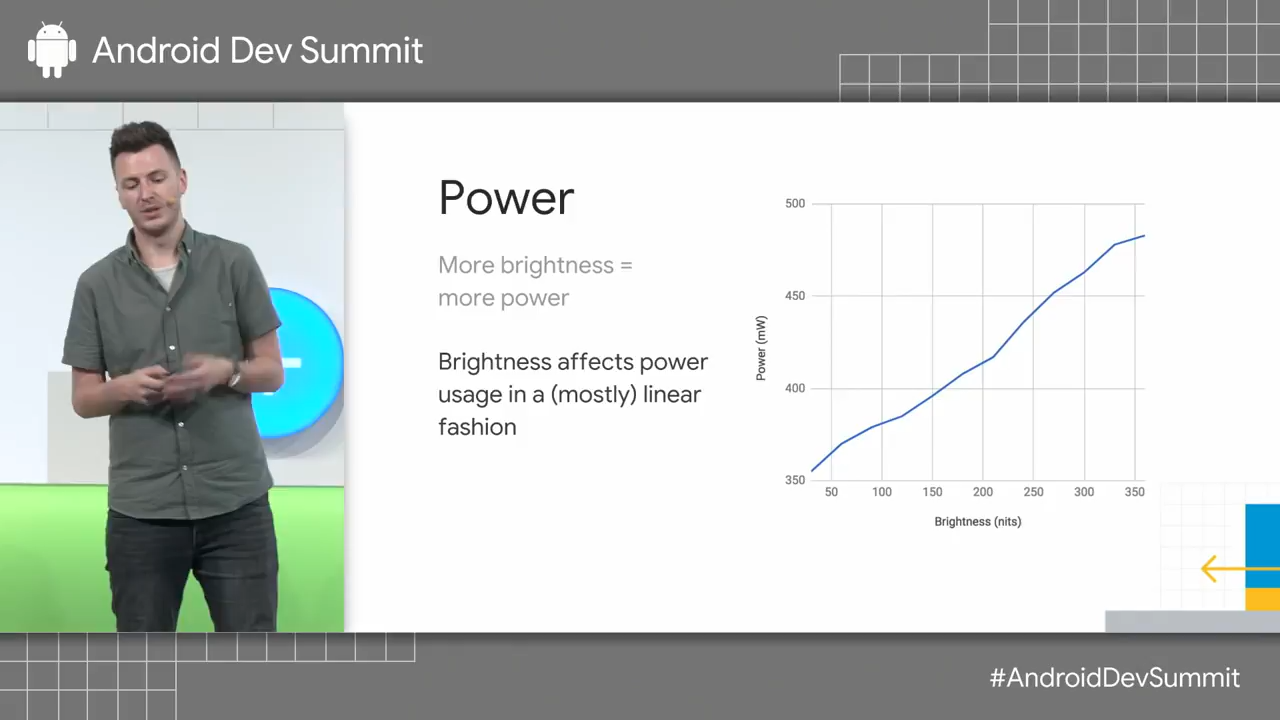 Android Dev Summit
Power
More brightness =
more power
Brightness affects power
usage in a (mostly) linear
fashion
500
450
400
350
Power (mW)
50 100 150 200 250 300 350
Brightness (nits)
#AndroidDevSummit